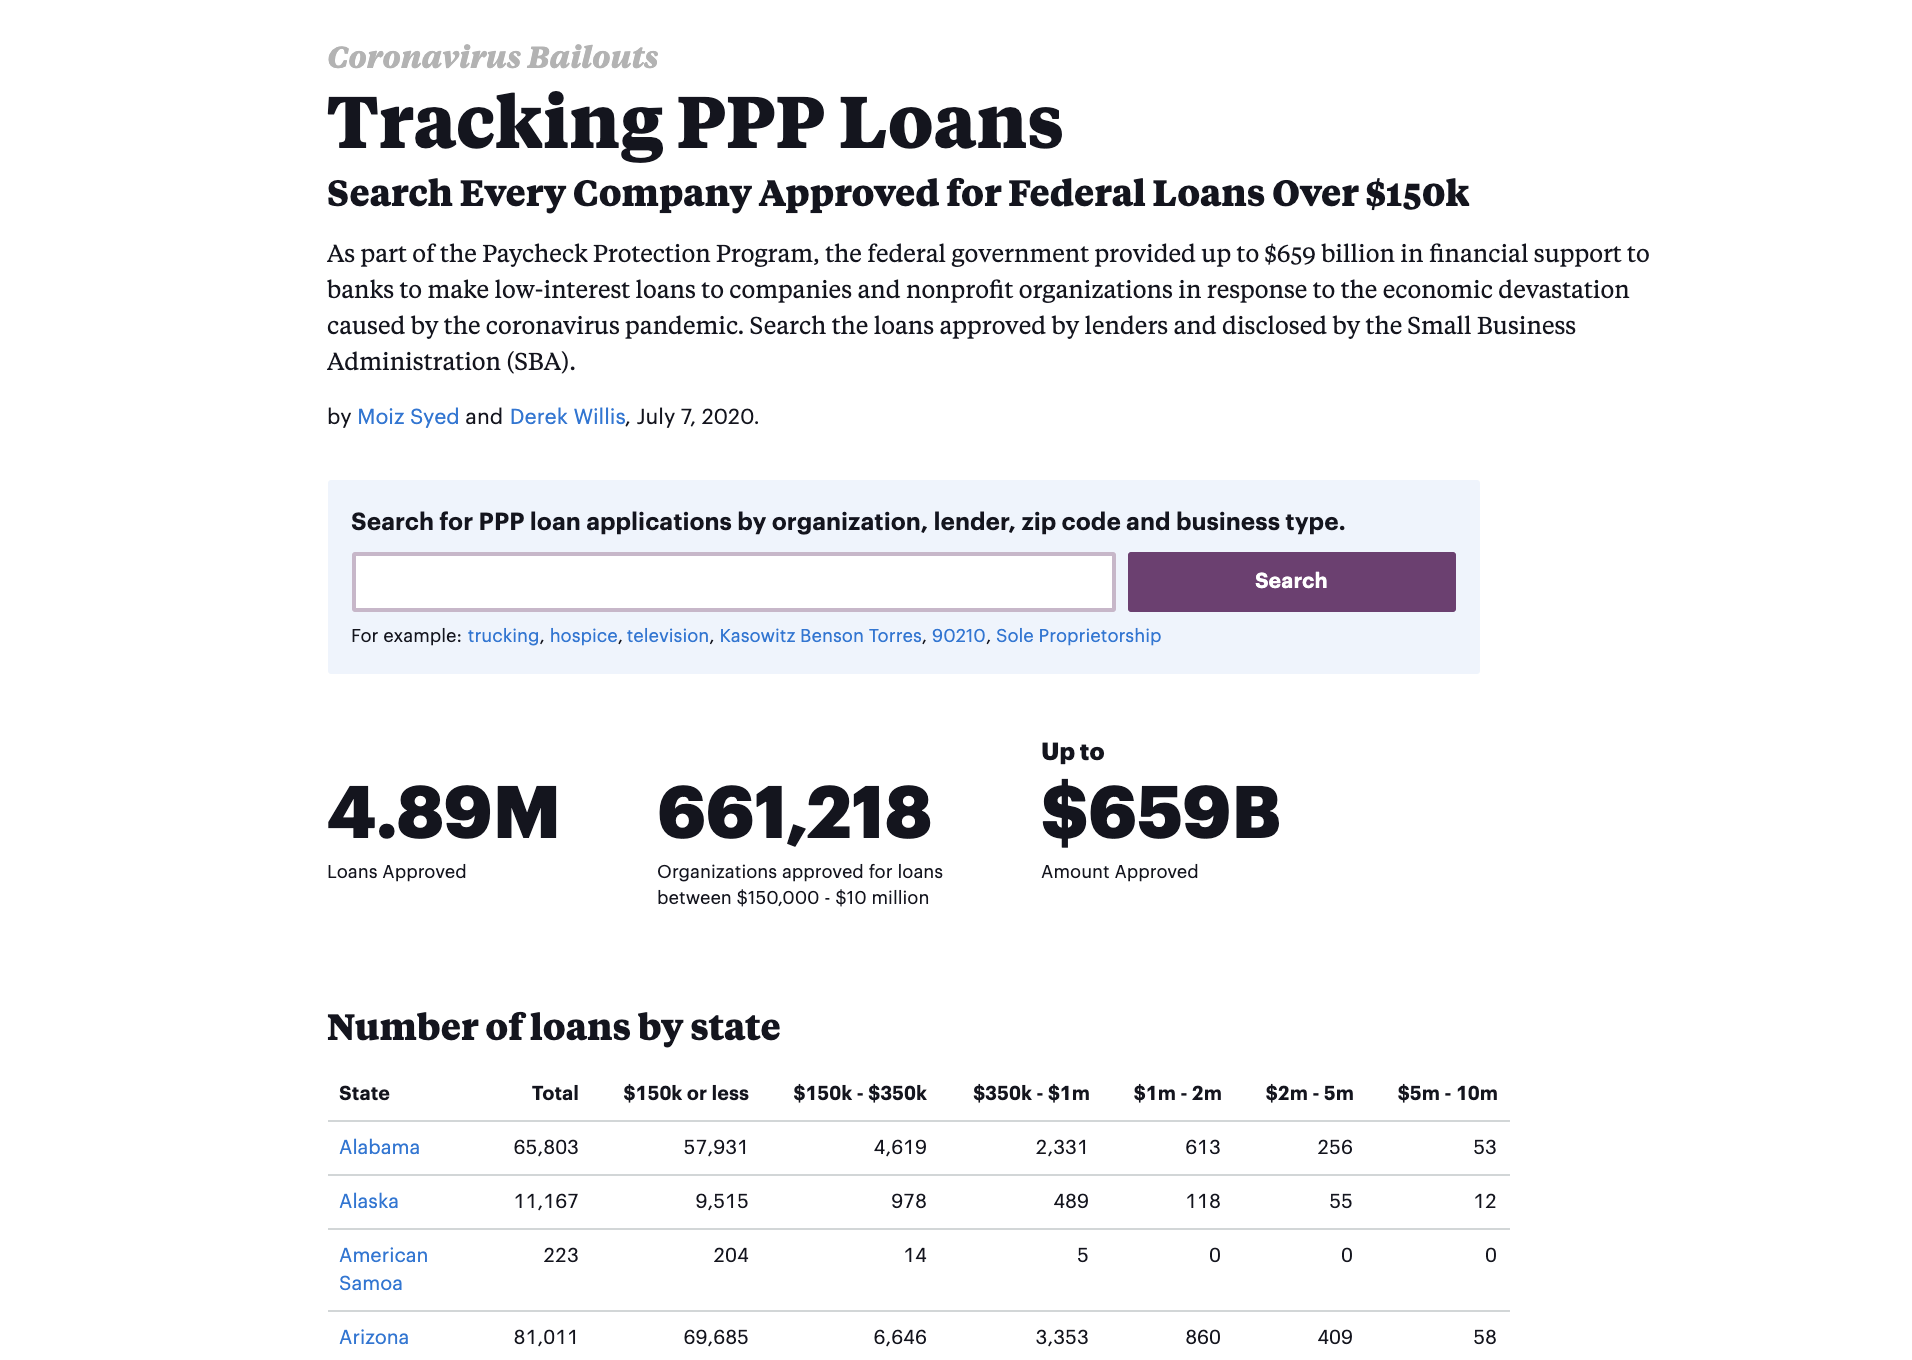 Coronavirus Bailouts
Tracking PPP Loans
Search Every Company Approved for Federal Loans Over $150k
As part of the Paycheck Protection Program, the federal government provided up to $659 billion in financial support to
banks to make low-interest loans to companies and nonprofit organizations in response to the economic devastation
caused by the coronavirus pandemic. Search the loans approved by lenders and disclosed by the Small Business
Administration (SBA).
by Moiz Syed and Derek Willis, July 7, 2020.
Search for PPP loan applications by organization, lender, zip code and business type.
Search
For example: trucking, hospice, television, Kasowitz Benson Torres, 90210, Sole Proprietorship
Up to
4.89M 661,218 $659B
Loans Approved Organizations approved for loans Amount Approved
between $150,000 - $10 million
Number of loans by state
State Total $150k or less $150k - $350k $350k - $1m $1m - 2m $2m - 5m $5m - 10m
Alabama 65,803 57,931 4,619 2,331 613 256 53
Alaska 11,167 9,515 978 489 118 55 12
American 223 204 14 5 0 0 0
Samoa
Arizona 81,011 69,685 6,646 3,353 860 409 58